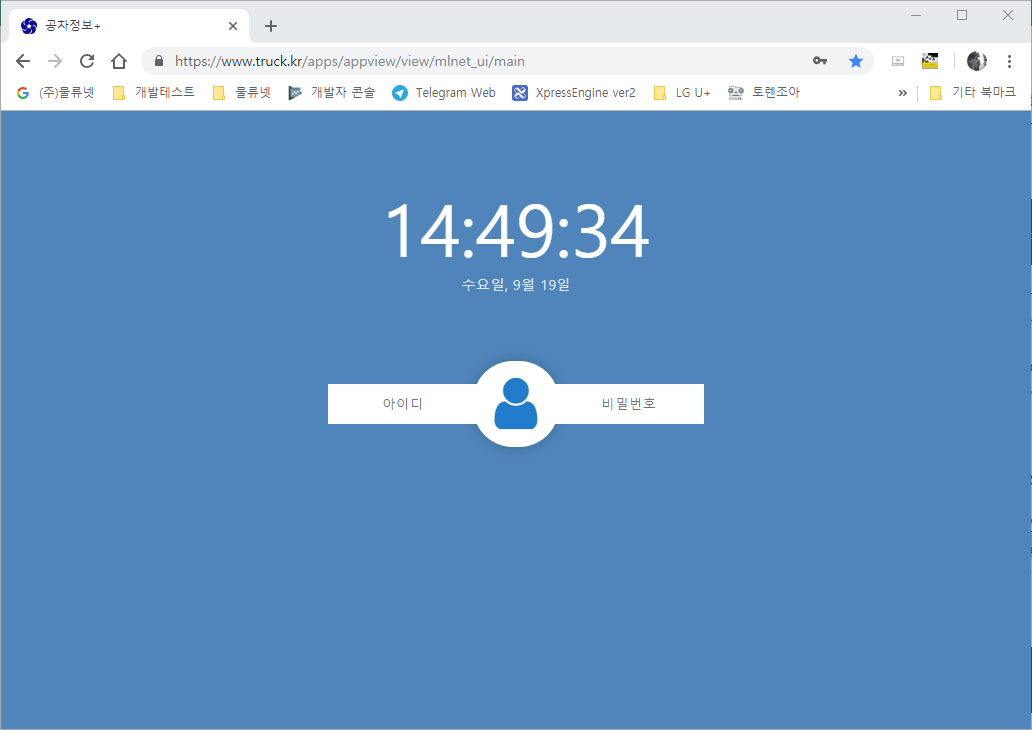 공차정보+
https://www.truck.kr/apps/appview/view/mlnet_ui/main
(주)물류넷 개발테스트 물류넷 개발자 콘솔 Telegram Web XpressEngine ver2 LG U+ 토렌조아 » 기타 북마크
14:49:34
수요일, 9월 19일
아이디 비밀번호